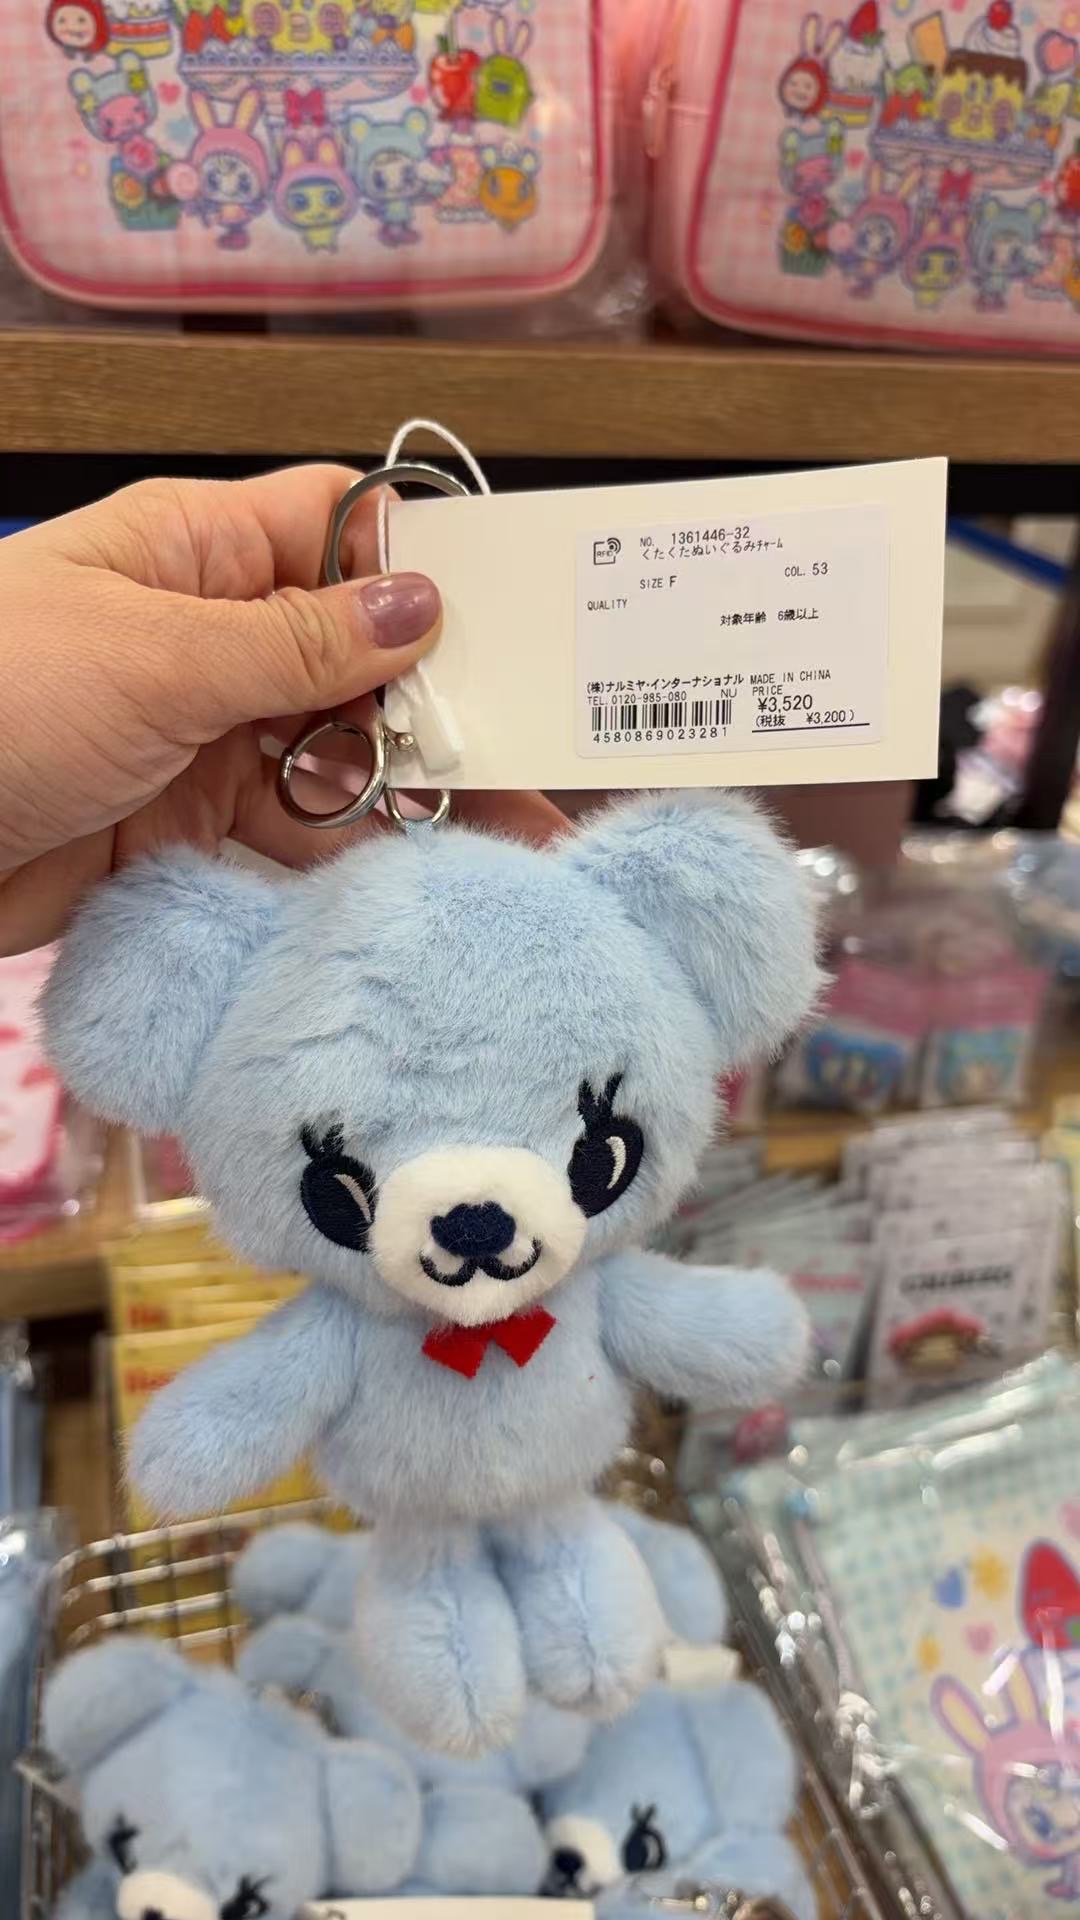 RFID
NO. 1361446-32
くたくたぬいぐるみチャーム
SIZE F COL. 53
QUALITY
対象年齢 6歳以上
(株)ナルミヤ・インターナショナル MADE IN CHINA
TEL. 0120-985-080 NU PRICE
¥3,520
(税抜 ¥3,200)
4580869023281